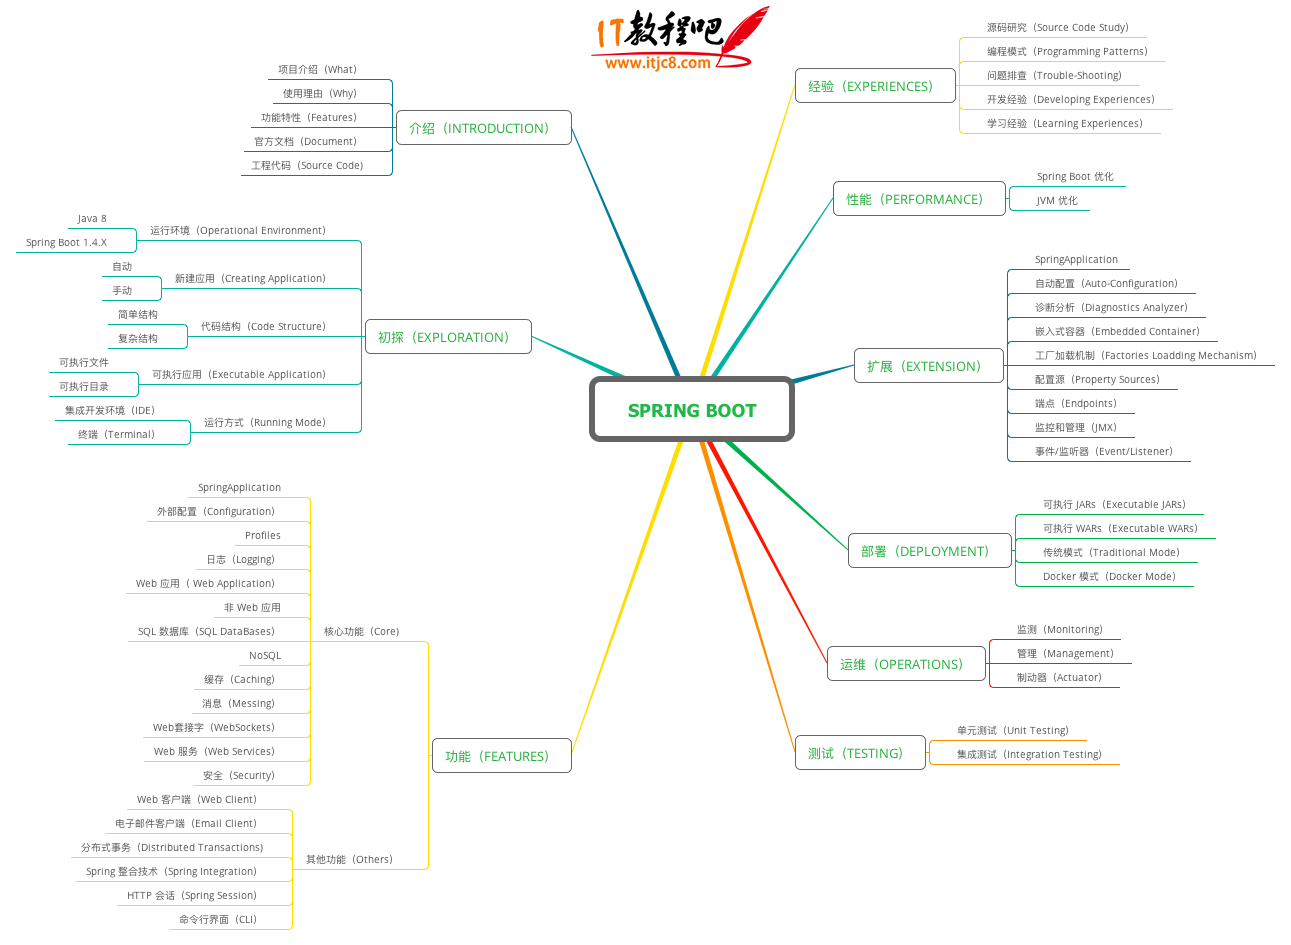 IT教程吧
www.itjc8.com
SPRING BOOT
介绍（INTRODUCTION）
项目介绍（What）
使用理由（Why）
功能特性（Features）
官方文档（Document）
工程代码（Source Code）
初探（EXPLORATION）
运行环境（Operational Environment）
Java 8
Spring Boot 1.4.X
新建应用（Creating Application）
自动
手动
代码结构（Code Structure）
简单结构
复杂结构
可执行应用（Executable Application）
可执行文件
可执行目录
运行方式（Running Mode）
集成开发环境（IDE）
终端（Terminal）
功能（FEATURES）
核心功能（Core）
SpringApplication
外部配置（Configuration）
Profiles
日志（Logging）
Web 应用（ Web Application）
非 Web 应用
SQL 数据库（SQL DataBases）
NoSQL
缓存（Caching）
消息（Messing）
Web套接字（WebSockets）
Web 服务（Web Services）
安全（Security）
其他功能（Others）
Web 客户端（Web Client）
电子邮件客户端（Email Client）
分布式事务（Distributed Transactions）
Spring 整合技术（Spring Integration）
HTTP 会话（Spring Session）
命令行界面（CLI）
经验（EXPERIENCES）
源码研究（Source Code Study）
编程模式（Programming Patterns）
问题排查（Trouble-Shooting）
开发经验（Developing Experiences）
学习经验（Learning Experiences）
性能（PERFORMANCE）
Spring Boot 优化
JVM 优化
扩展（EXTENSION）
SpringApplication
自动配置（Auto-Configuration）
诊断分析（Diagnostics Analyzer）
嵌入式容器（Embedded Container）
工厂加载机制（Factories Loadding Mechanism）
配置源（Property Sources）
端点（Endpoints）
监控和管理（JMX）
事件/监听器（Event/Listener）
部署（DEPLOYMENT）
可执行 JARs（Executable JARs）
可执行 WARs（Executable WARs）
传统模式（Traditional Mode）
Docker 模式（Docker Mode）
运维（OPERATIONS）
监测（Monitoring）
管理（Management）
制动器（Actuator）
测试（TESTING）
单元测试（Unit Testing）
集成测试（Integration Testing）